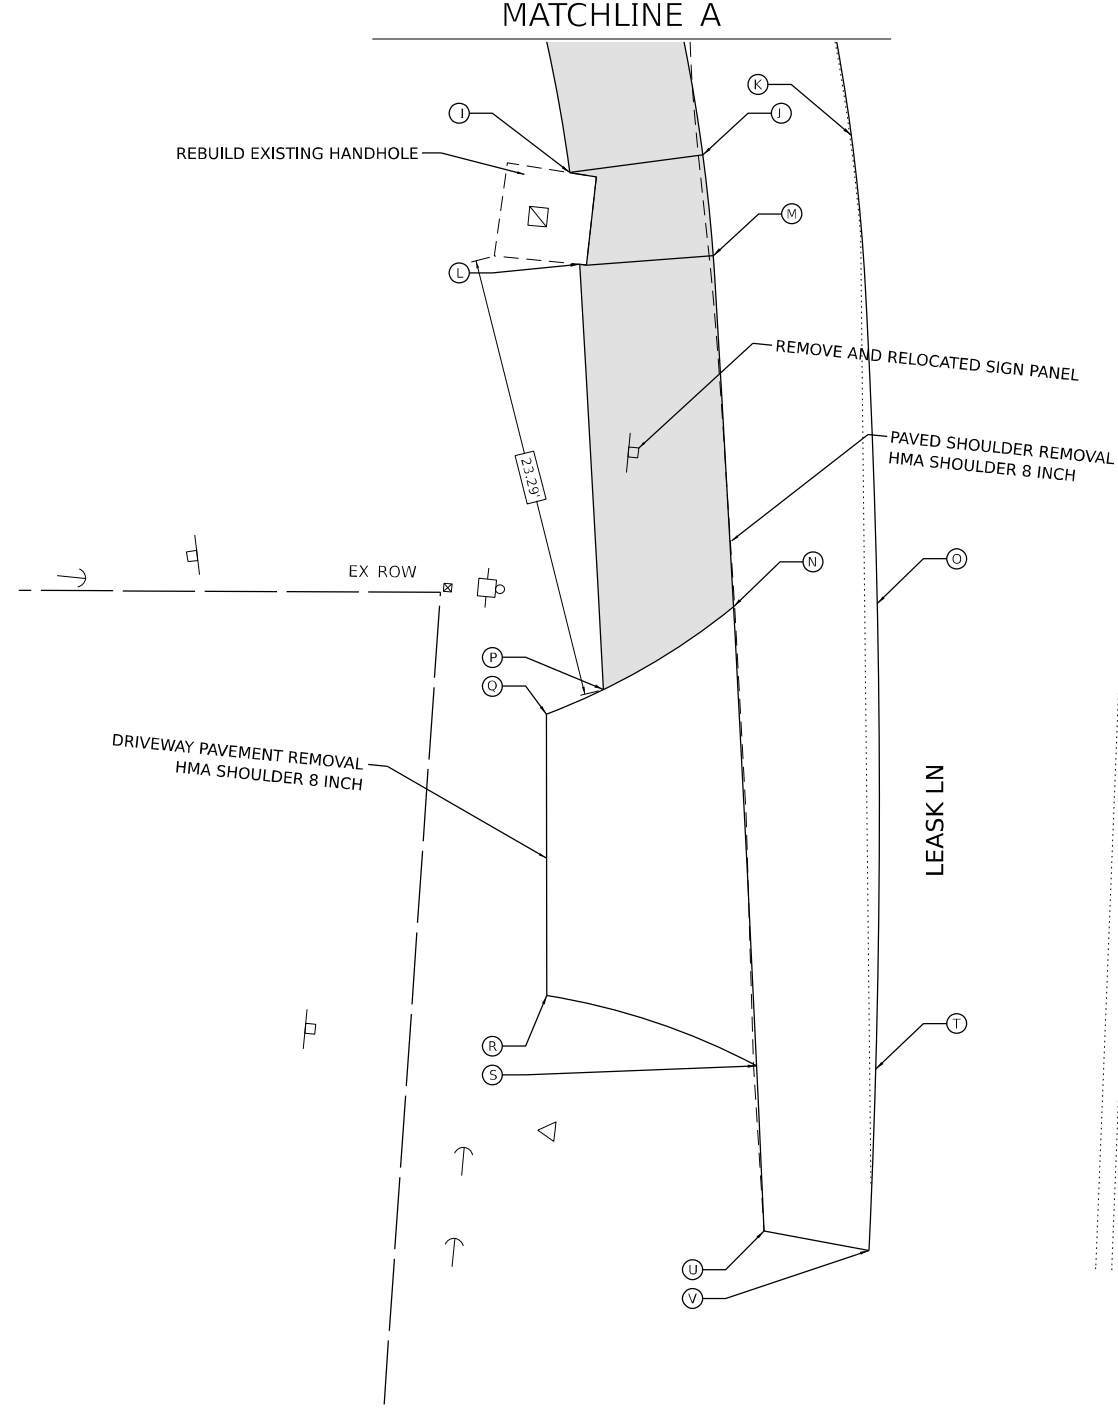 MATCHLINE A
K
I
J
REBUILD EXISTING HANDHOLE
M
L
REMOVE AND RELOCATED SIGN PANEL
PAVED SHOULDER REMOVAL
HMA SHOULDER 8 INCH
23.29'
N
O
EX ROW
P
Q
DRIVEWAY PAVEMENT REMOVAL
HMA SHOULDER 8 INCH
LEASK LN
R
S
T
U
V